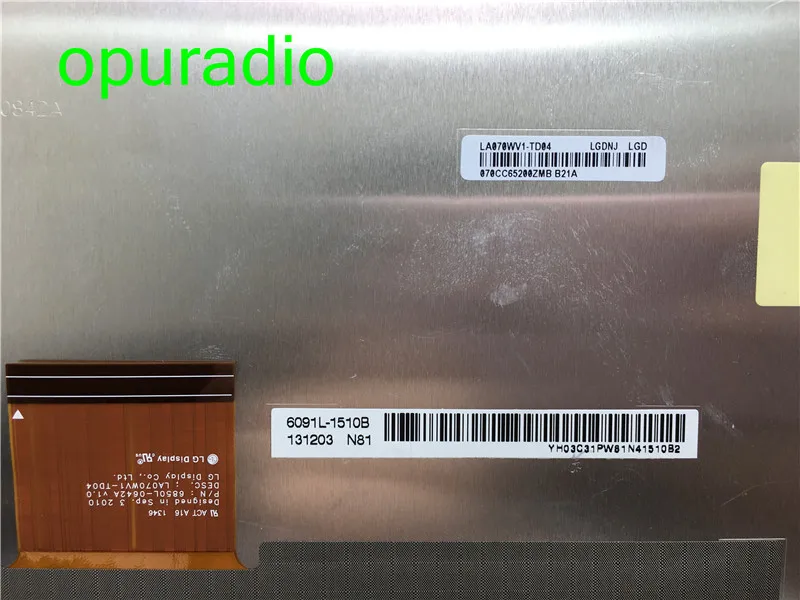 opuradio
0842A
LA070WV1-TD04 LGDNJ LGD
070CC65200ZMB B21A
6091L-1510B
131203 N81
YH03C31PW81N41510B2
LG Display
LG Display Co., Ltd.
DESC. : LA070WV1-TD04
P/N : 6850L-0642A v1.0
Designed in Sep. 3 2010
ACT A16 1346